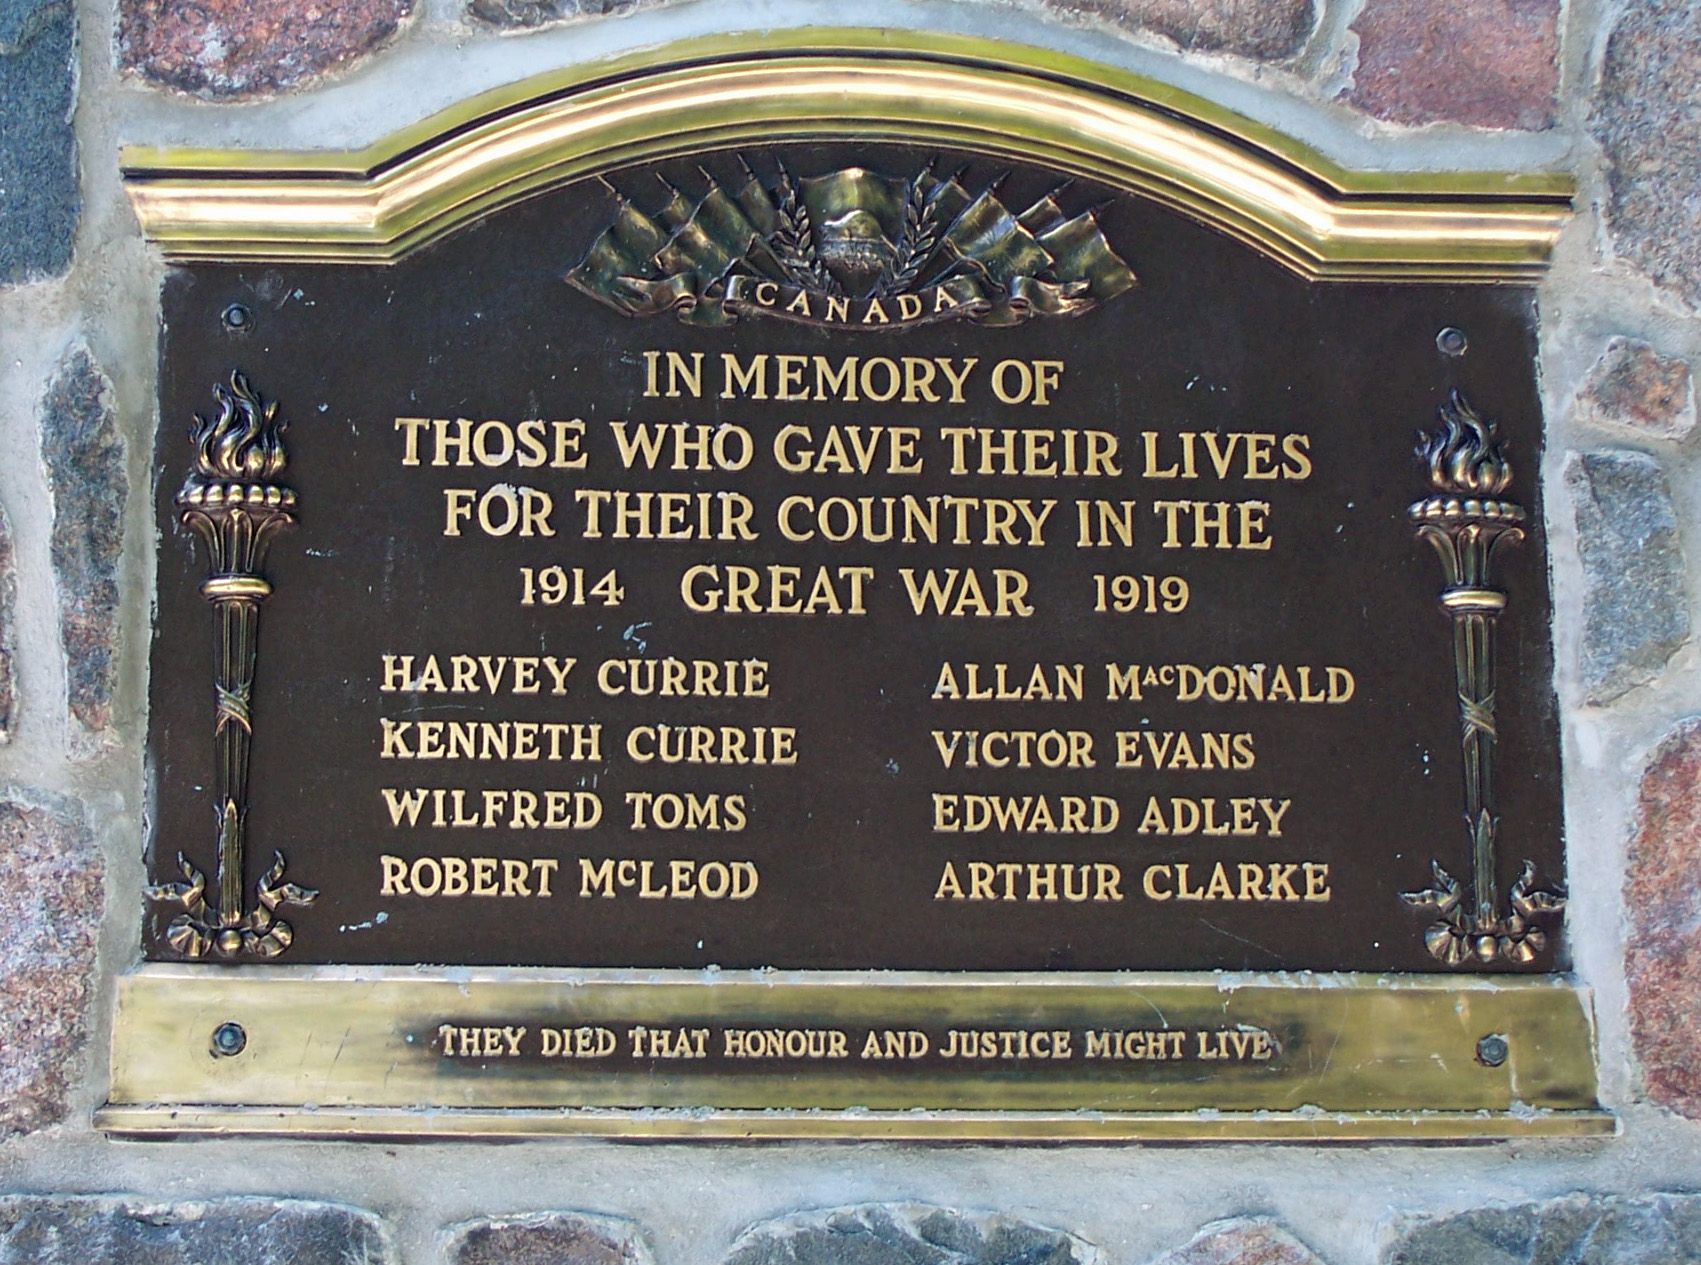 CANADA
IN MEMORY OF
THOSE WHO GAVE THEIR LIVES
FOR THEIR COUNTRY IN THE
1914 GREAT WAR 1919
HARVEY CURRIE
KENNETH CURRIE
WILFRED TOMS
ROBERT McLEOD
ALLAN MacDONALD
VICTOR EVANS
EDWARD ADLEY
ARTHUR CLARKE
THEY DIED THAT HONOUR AND JUSTICE MIGHT LIVE